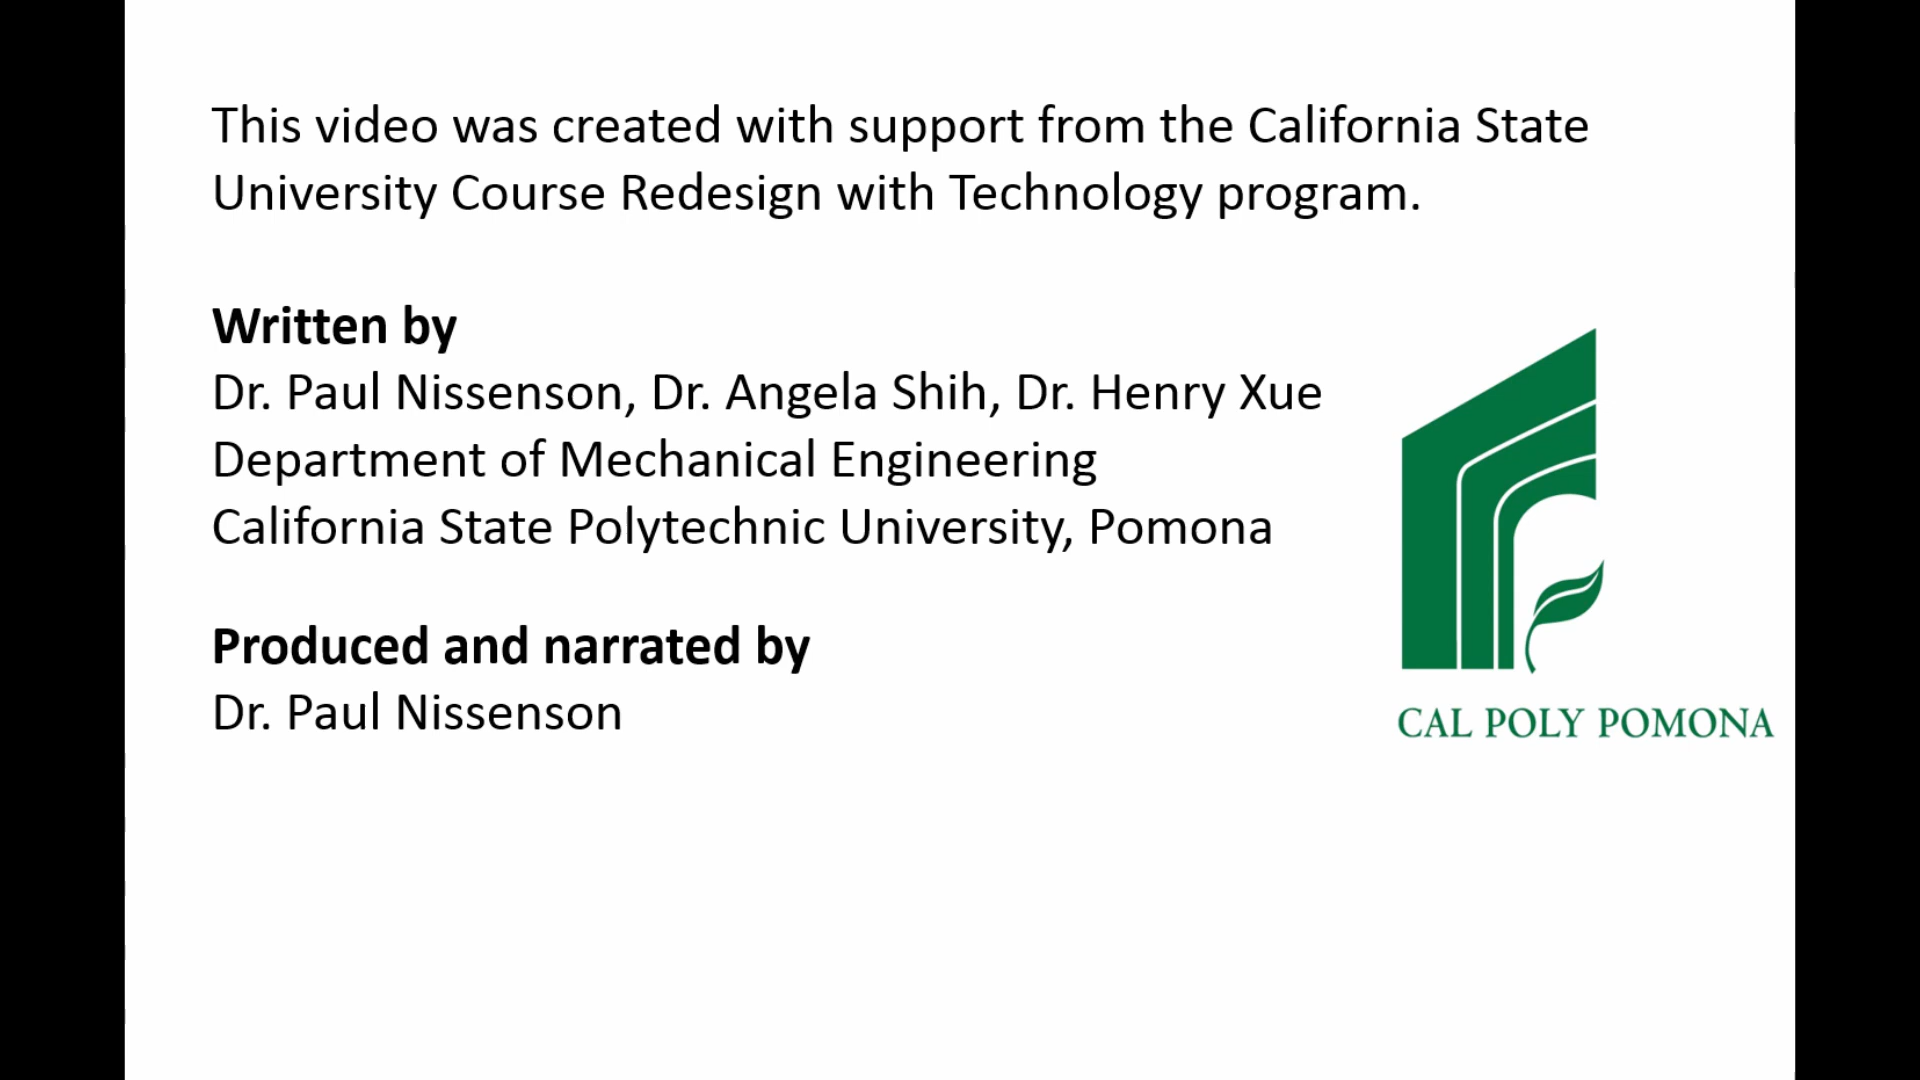 This video was created with support from the California State
University Course Redesign with Technology program.
Written by
Dr. Paul Nissenson, Dr. Angela Shih, Dr. Henry Xue
Department of Mechanical Engineering
California State Polytechnic University, Pomona
Produced and narrated by
Dr. Paul Nissenson
CAL POLY POMONA